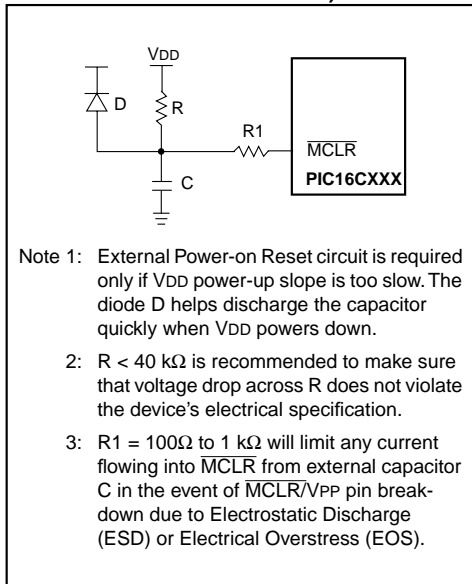 VDD
D
R
R1
MCLR
C
PIC16CXXX
Note 1: External Power-on Reset circuit is required
only if VDD power-up slope is too slow. The
diode D helps discharge the capacitor
quickly when VDD powers down.
2: R < 40 kΩ is recommended to make sure
that voltage drop across R does not violate
the device's electrical specification.
3: R1 = 100Ω to 1 kΩ will limit any current
flowing into MCLR from external capacitor
C in the event of MCLR/VPP pin break-
down due to Electrostatic Discharge
(ESD) or Electrical Overstress (EOS).